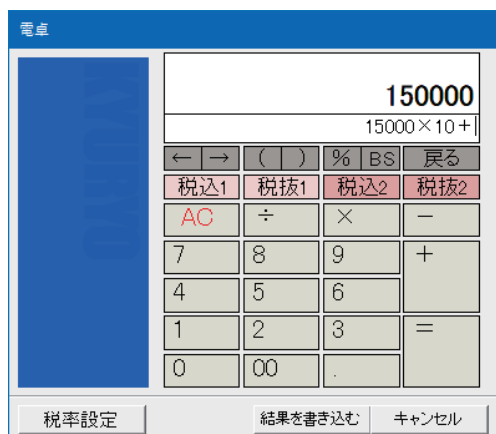 電卓
KYURYO
150000
15000×10+
← → ( ) % BS 戻る
税込1 税抜1 税込2 税抜2
AC ÷ × −
7 8 9 +
4 5 6
1 2 3 =
0 00 .
税率設定 結果を書き込む キャンセル